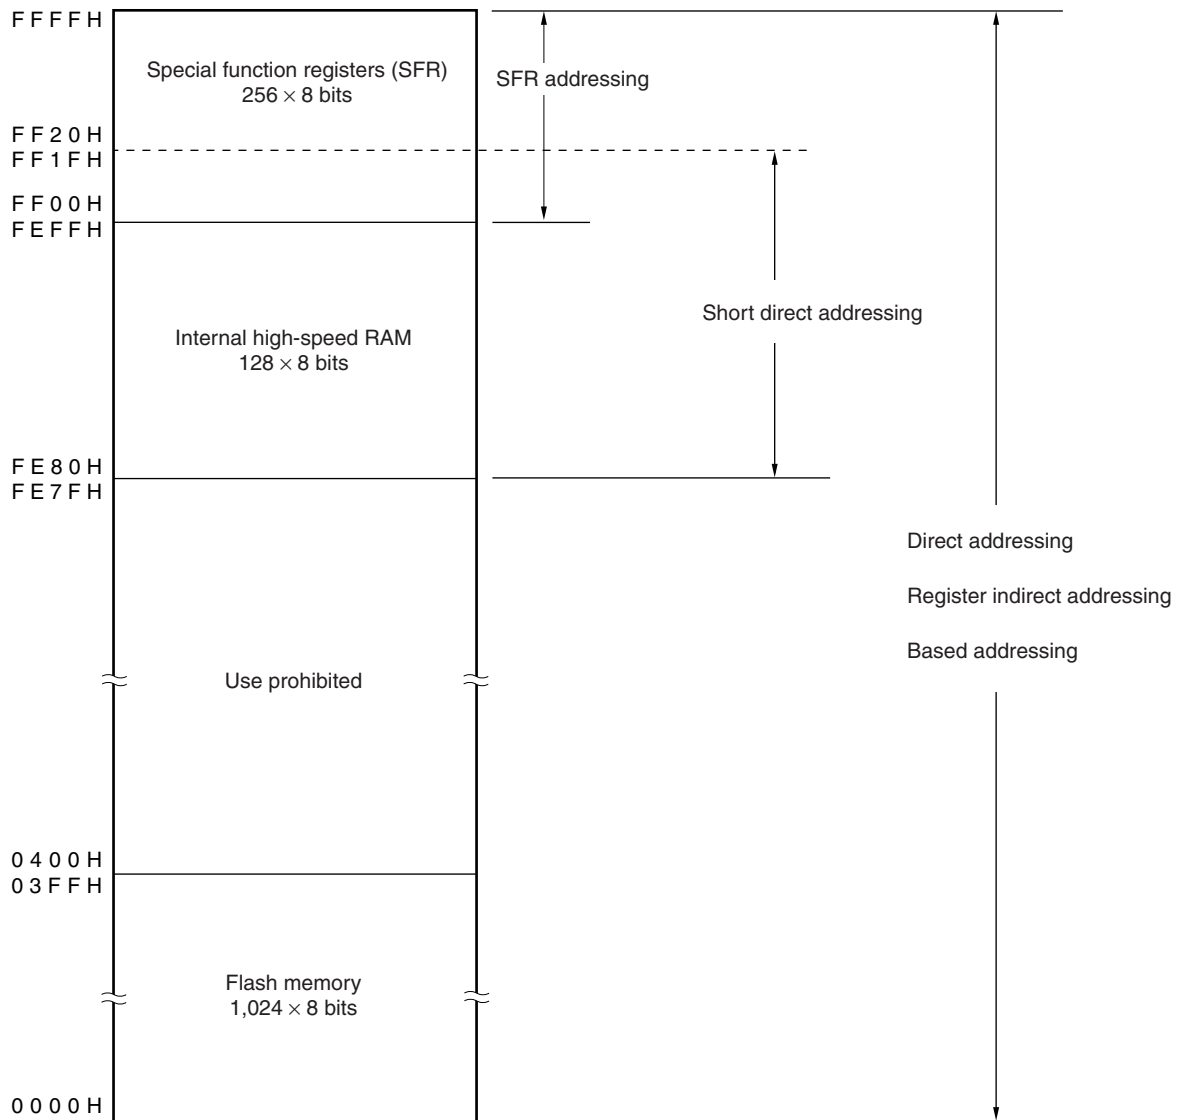 FFFFH
Special function registers (SFR)
256 × 8 bits
SFR addressing
FF20H
FF1FH
FF00H
FEFFH
Short direct addressing
Internal high-speed RAM
128 × 8 bits
FE80H
FE7FH
Direct addressing
Register indirect addressing
Based addressing
Use prohibited
0400H
03FFH
Flash memory
1,024 × 8 bits
0000H